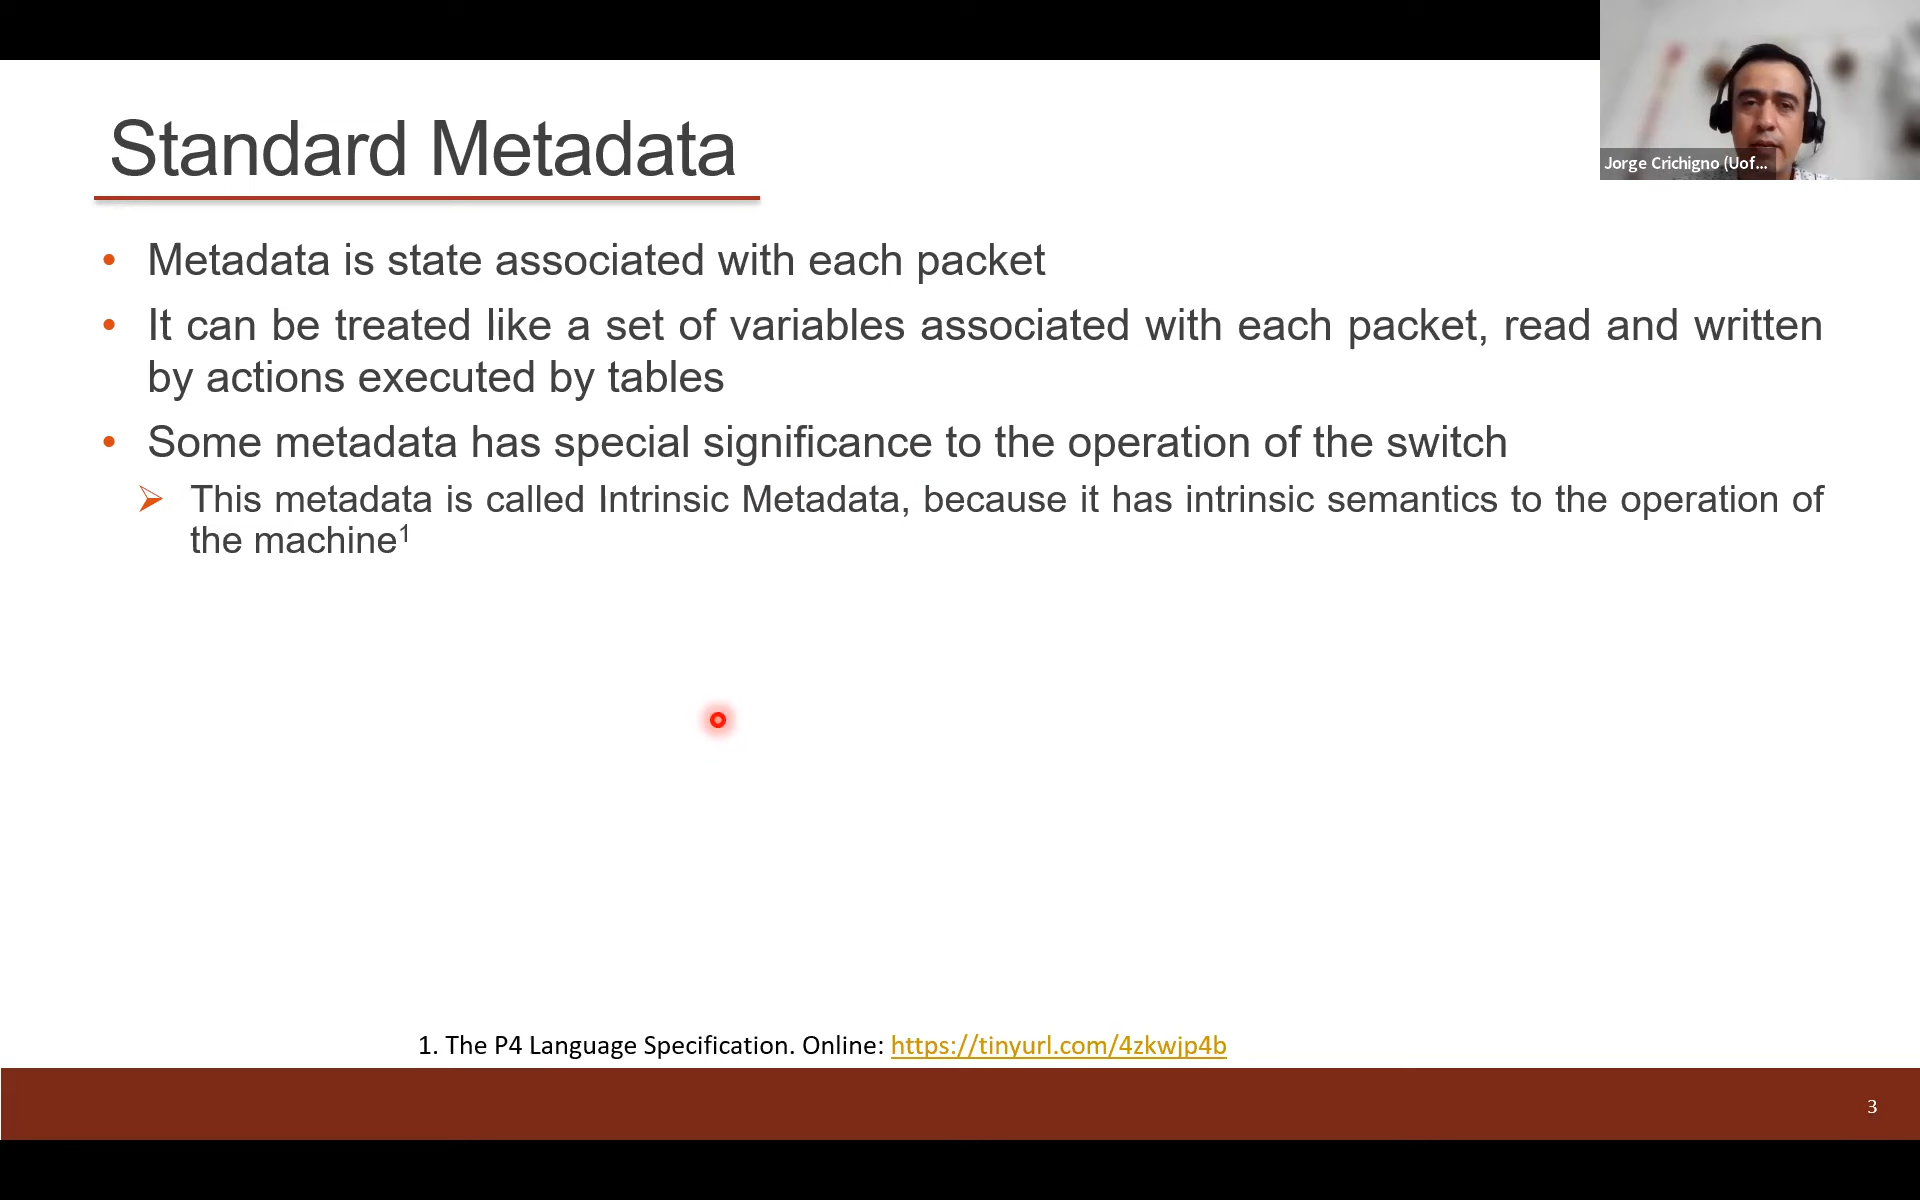 Jorge Crichigno (Uof...
Standard Metadata
• Metadata is state associated with each packet
• It can be treated like a set of variables associated with each packet, read and written
by actions executed by tables
• Some metadata has special significance to the operation of the switch
➢ This metadata is called Intrinsic Metadata, because it has intrinsic semantics to the operation of
the machine¹
1. The P4 Language Specification. Online: https://tinyurl.com/4zkwjp4b
3